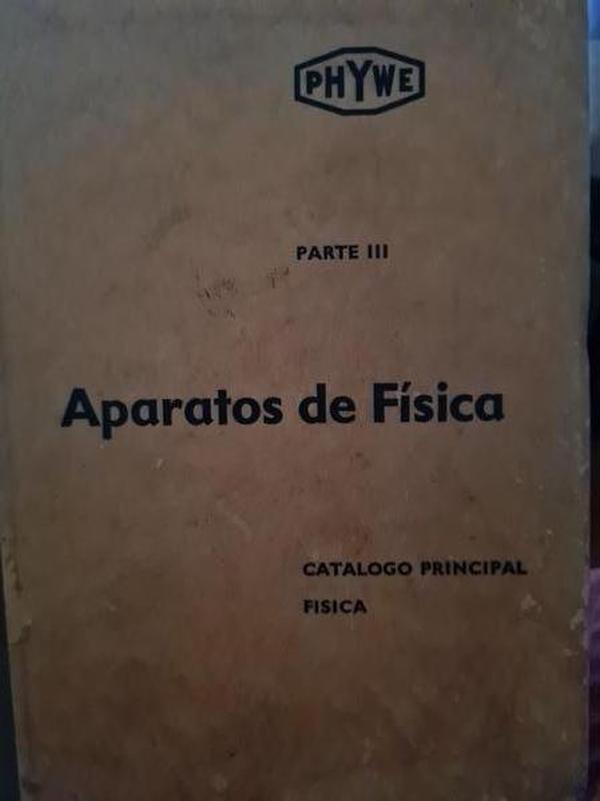 PHYWE
PARTE III
Aparatos de Física
CATALOGO PRINCIPAL
FISICA